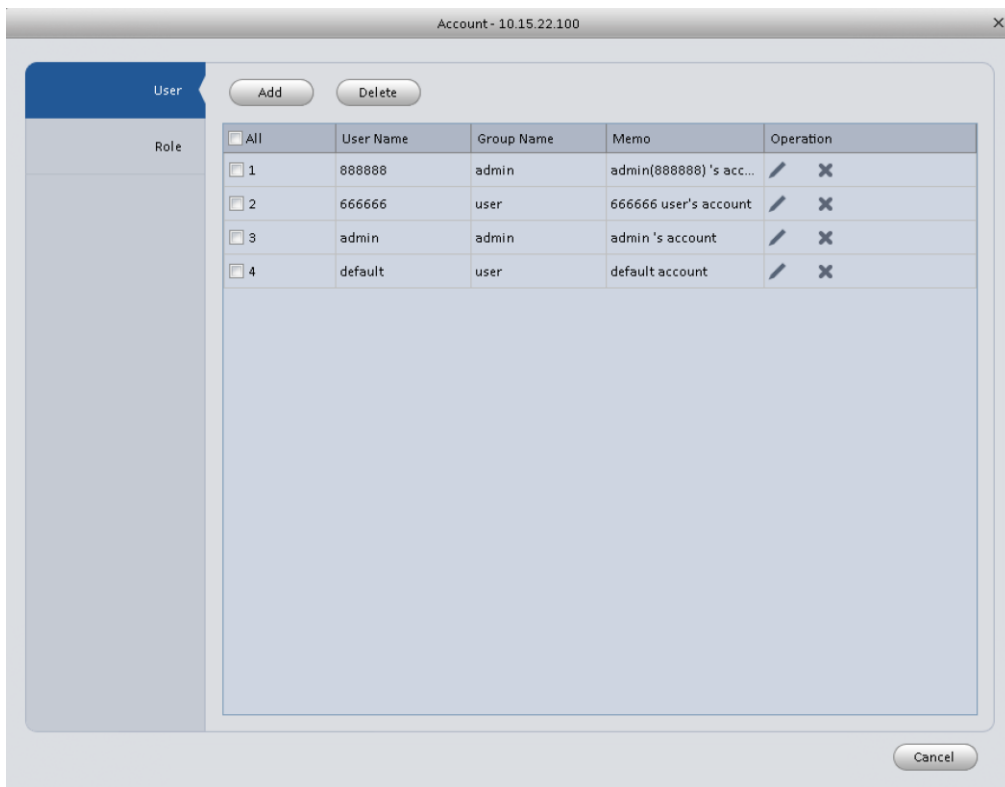 Account - 10.15.22.100
User
Add Delete
Role
All User Name Group Name Memo Operation
1 888888 admin admin(888888) 's acc...
2 666666 user 666666 user's account
3 admin admin admin 's account
4 default user default account
Cancel